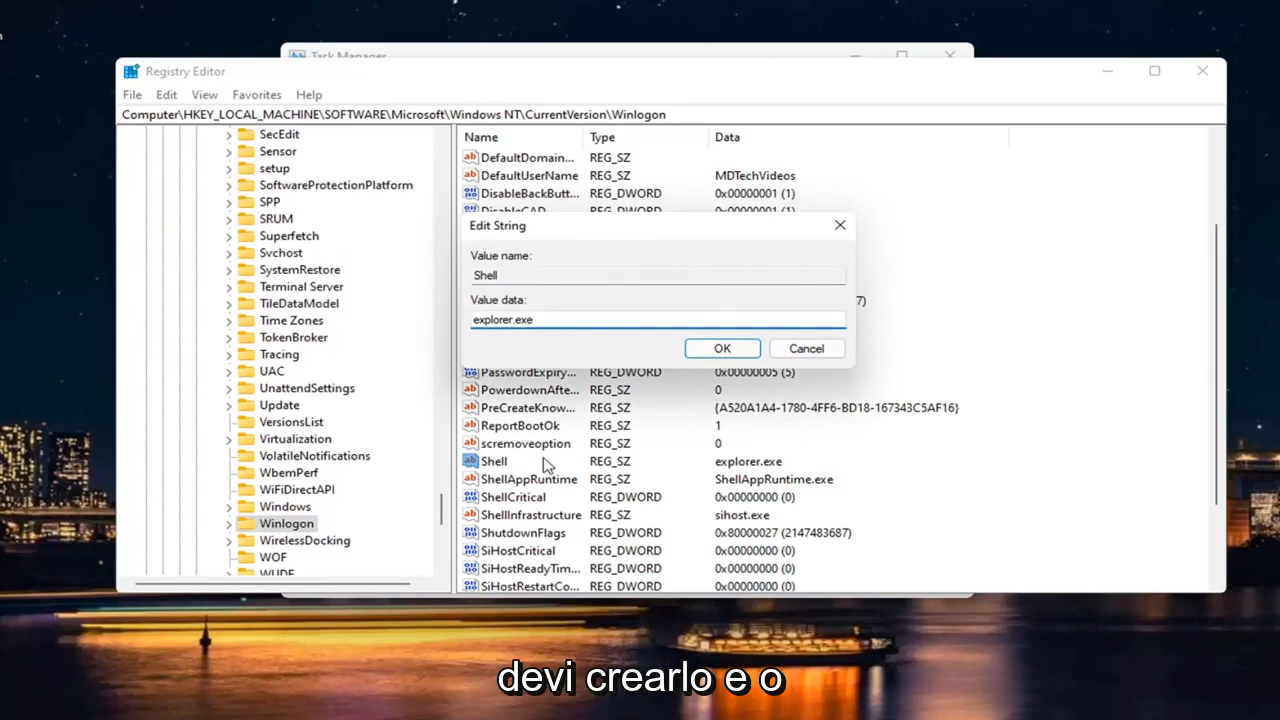 Task Manager
Registry Editor
File Edit View Favorites Help
Computer\HKEY_LOCAL_MACHINE\SOFTWARE\Microsoft\Windows NT\CurrentVersion\Winlogon
SecEdit
Sensor
setup
SoftwareProtectionPlatform
SPP
SRUM
Superfetch
Svchost
SystemRestore
Terminal Server
TileDataModel
Time Zones
TokenBroker
Tracing
UAC
UnattendSettings
Update
VersionsList
Virtualization
VolatileNotifications
WbemPerf
WiFiDirectAPI
Windows
Winlogon
WirelessDocking
WOF
WUDF
Name Type Data
DefaultDomain... REG_SZ
DefaultUserName REG_SZ MDTechVideos
DisableBackButt... REG_DWORD 0x00000001 (1)
DisableCAD REG_DWORD 0x00000001 (1)
Edit String
Value name:
Shell
Value data:
explorer.exe
OK Cancel
7)
PasswordExpiry... REG_DWORD 0x00000005 (5)
PowerdownAfte... REG_SZ 0
PreCreateKnow... REG_SZ {A520A1A4-1780-4FF6-BD18-167343C5AF16}
ReportBootOk REG_SZ 1
scremoveoption REG_SZ 0
Shell REG_SZ explorer.exe
ShellAppRuntime REG_SZ ShellAppRuntime.exe
ShellCritical REG_DWORD 0x00000000 (0)
ShellInfrastructure REG_SZ sihost.exe
ShutdownFlags REG_DWORD 0x80000027 (2147483687)
SiHostCritical REG_DWORD 0x00000000 (0)
SiHostReadyTim... REG_DWORD 0x00000000 (0)
SiHostRestartCo... REG_DWORD 0x00000000 (0)
devi crearlo e o